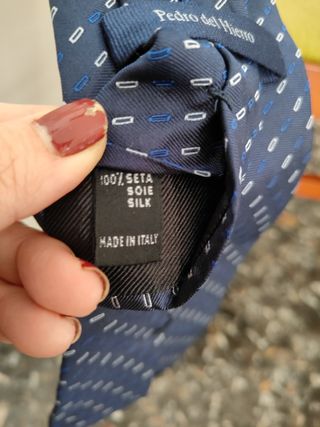 Pedro del Hierro
100% SETA
SOIE
SILK
MADE IN ITALY